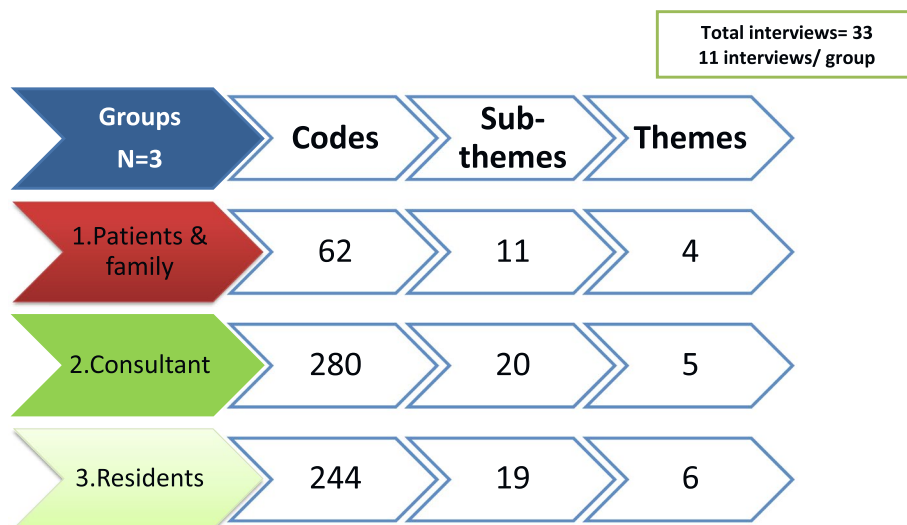 Total interviews= 33
11 interviews/ group
Groups
N=3
Codes
Sub-
themes
Themes
1.Patients &
family
62
11
4
2.Consultant
280
20
5
3.Residents
244
19
6